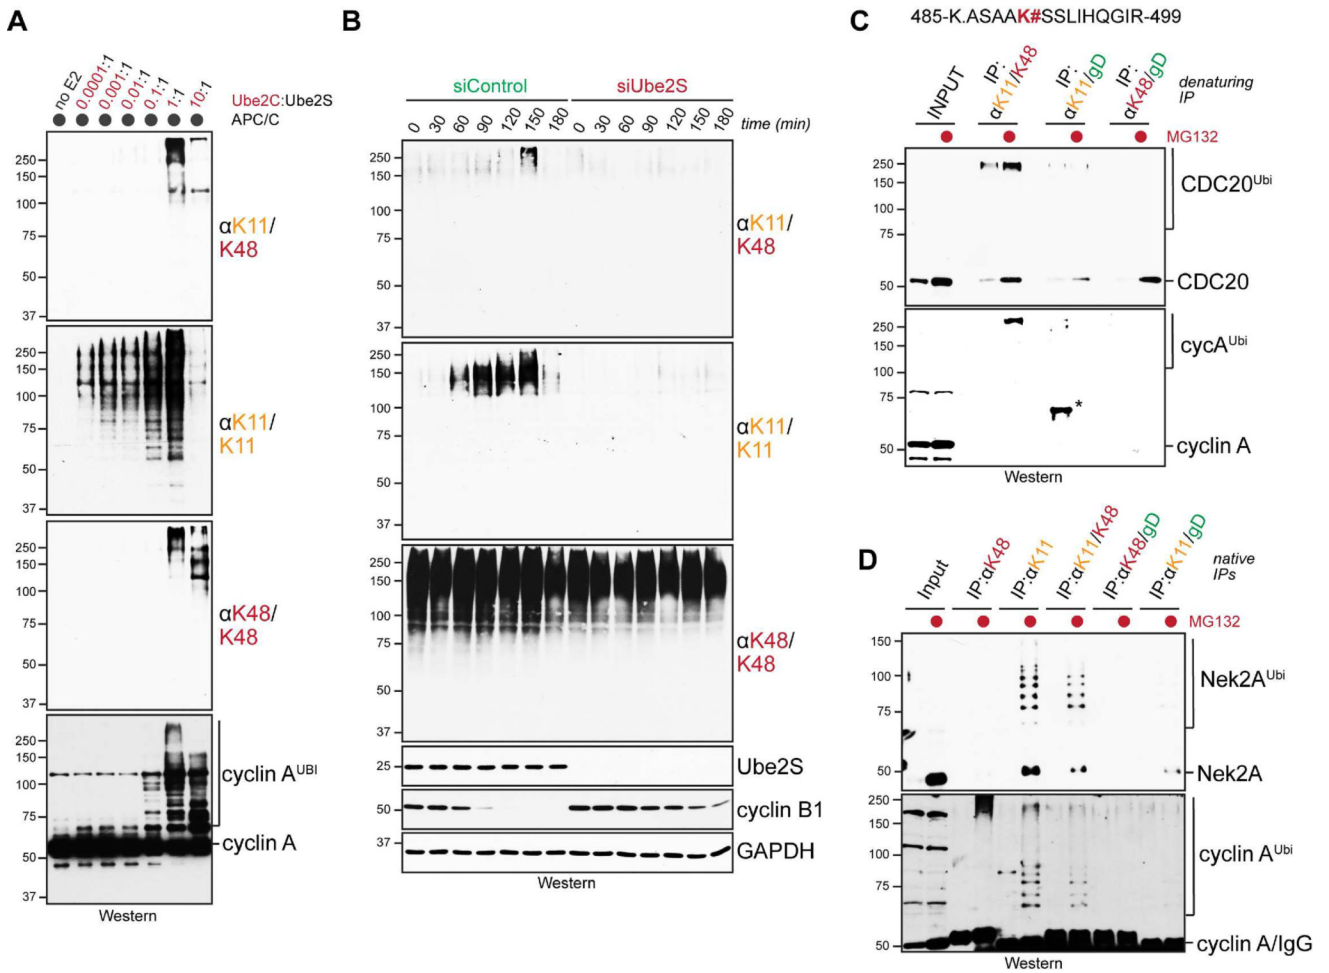 A
no E2
0.0001:1
0.001:1
0.01:1
0.1:1
1:1
10:1
Ube2C:Ube2S
APC/C
250
150
100
75
50
37
αK11/
K48
250
150
100
75
50
37
αK11/
K11
250
150
100
75
50
37
αK48/
K48
250
150
100
75
50
37
cyclin AUBI
cyclin A
Western
B
siControl
siUbe2S
0 30 60 90 120 150 180 0 30 60 90 120 150 180
time (min)
250
150
100
75
50
37
αK11/
K48
250
150
100
75
50
37
αK11/
K11
250
150
100
75
50
37
αK48/
K48
25
Ube2S
50
cyclin B1
37
GAPDH
Western
C
485-K.ASAAK#SSLIHQGIR-499
INPUT
IP:
αK11/K48
IP:
αK11/gD
IP:
αK48/gD
denaturing
IP
MG132
250
150
100
75
50
CDC20Ubi
CDC20
250
150
100
75
50
*
cycAUbi
cyclin A
Western
D
Input
IP:αK48
IP:αK11
IP:αK11/K48
IP:αK48/gD
IP:αK11/gD
native
IPs
MG132
150
100
75
50
Nek2AUbi
Nek2A
250
150
100
75
50
cyclin AUbi
cyclin A/IgG
Western